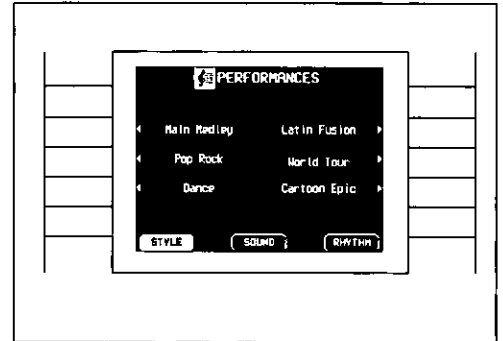 PERFORMANCES
Main Medley Latin Fusion
Pop Rock World Tour
Dance Cartoon Epic
STYLE SOUND RHYTHM